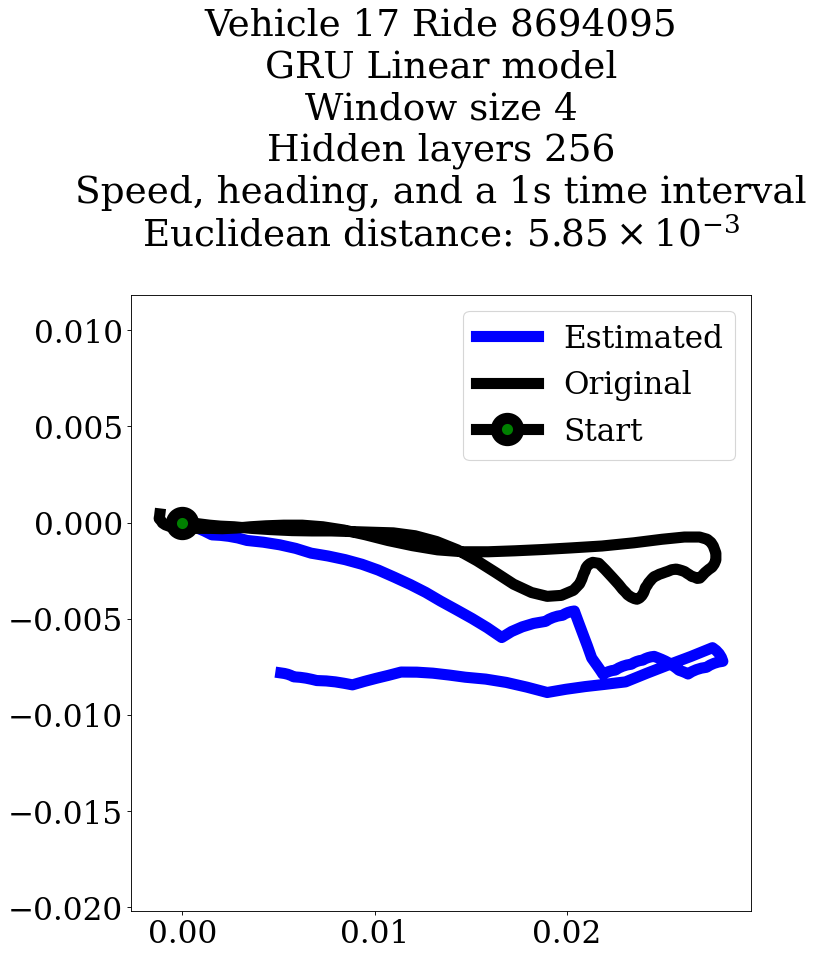 Vehicle 17 Ride 8694095
GRU Linear model
Window size 4
Hidden layers 256
Speed, heading, and a 1s time interval
Euclidean distance: 5.85 × 10⁻³
Estimated
Original
Start
0.010
0.005
0.000
−0.005
−0.010
−0.015
−0.020
0.00 0.01 0.02